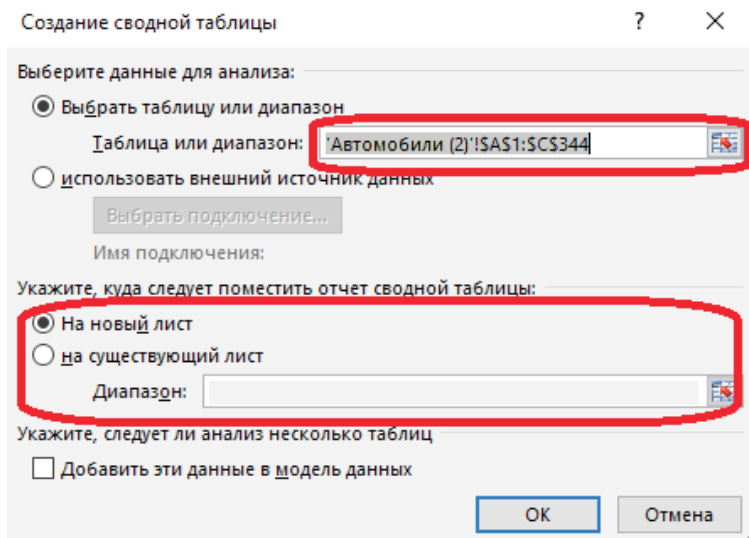 Создание сводной таблицы ? ×
Выберите данные для анализа:
Выбрать таблицу или диапазон
Таблица или диапазон: 'Автомобили (2)'!$A$1:$C$344
использовать внешний источник данных
Выбрать подключение...
Имя подключения:
Укажите, куда следует поместить отчет сводной таблицы:
На новый лист
на существующий лист
Диапазон:
Укажите, следует ли анализ несколько таблиц
Добавить эти данные в модель данных
ОК Отмена